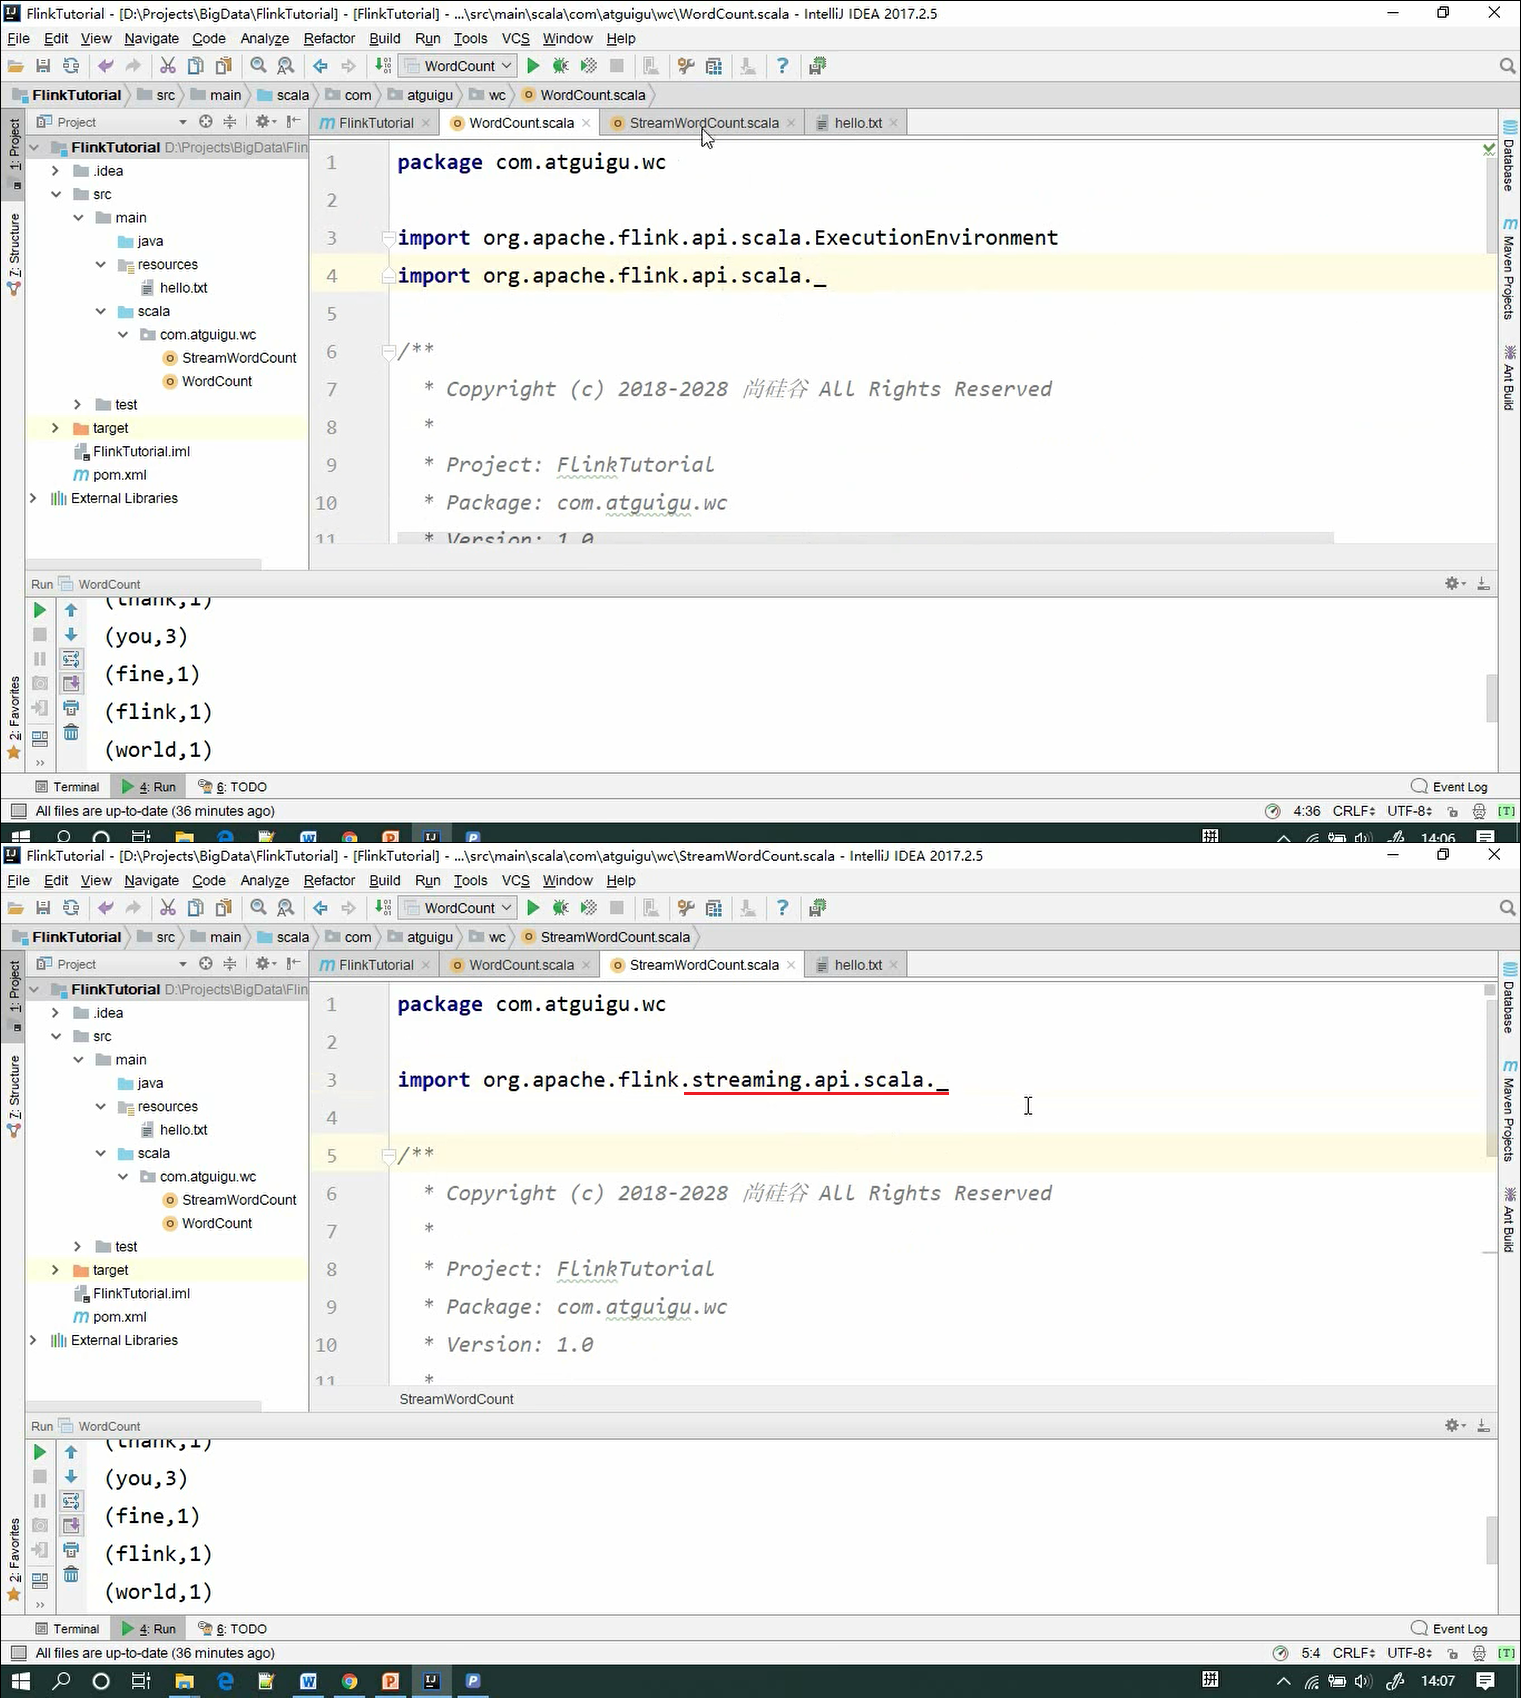 FlinkTutorial - [D:\Projects\BigData\FlinkTutorial] - [FlinkTutorial] - ...\src\main\scala\com\atguigu\wc\WordCount.scala - IntelliJ IDEA 2017.2.5
File Edit View Navigate Code Analyze Refactor Build Run Tools VCS Window Help
WordCount
FlinkTutorial src main scala com atguigu wc WordCount.scala
Project FlinkTutorial WordCount.scala StreamWordCount.scala hello.txt
1: Project
7: Structure
2: Favorites
Database
Maven Projects
Ant Build
FlinkTutorial D:\Projects\BigData\Flin
.idea
src
main
java
resources
hello.txt
scala
com.atguigu.wc
StreamWordCount
WordCount
test
target
FlinkTutorial.iml
pom.xml
External Libraries
1 package com.atguigu.wc
2
3 import org.apache.flink.api.scala.ExecutionEnvironment
4 import org.apache.flink.api.scala._
5
6 /**
7 * Copyright (c) 2018-2028 尚硅谷 All Rights Reserved
8 *
9 * Project: FlinkTutorial
10 * Package: com.atguigu.wc
11 * Version: 1.0
Run WordCount
(thank,1)
(you,3)
(fine,1)
(flink,1)
(world,1)
Terminal 4: Run 6: TODO Event Log
All files are up-to-date (36 minutes ago) 4:36 CRLF UTF-8 [T]
拼 14:06
FlinkTutorial - [D:\Projects\BigData\FlinkTutorial] - [FlinkTutorial] - ...\src\main\scala\com\atguigu\wc\StreamWordCount.scala - IntelliJ IDEA 2017.2.5
File Edit View Navigate Code Analyze Refactor Build Run Tools VCS Window Help
WordCount
FlinkTutorial src main scala com atguigu wc StreamWordCount.scala
Project FlinkTutorial WordCount.scala StreamWordCount.scala hello.txt
1: Project
7: Structure
2: Favorites
Database
Maven Projects
Ant Build
FlinkTutorial D:\Projects\BigData\Flin
.idea
src
main
java
resources
hello.txt
scala
com.atguigu.wc
StreamWordCount
WordCount
test
target
FlinkTutorial.iml
pom.xml
External Libraries
1 package com.atguigu.wc
2
3 import org.apache.flink.streaming.api.scala._
4
5 /**
6 * Copyright (c) 2018-2028 尚硅谷 All Rights Reserved
7 *
8 * Project: FlinkTutorial
9 * Package: com.atguigu.wc
10 * Version: 1.0
11 *
StreamWordCount
Run WordCount
(thank,1)
(you,3)
(fine,1)
(flink,1)
(world,1)
Terminal 4: Run 6: TODO Event Log
All files are up-to-date (36 minutes ago) 5:4 CRLF UTF-8 [T]
拼 14:07